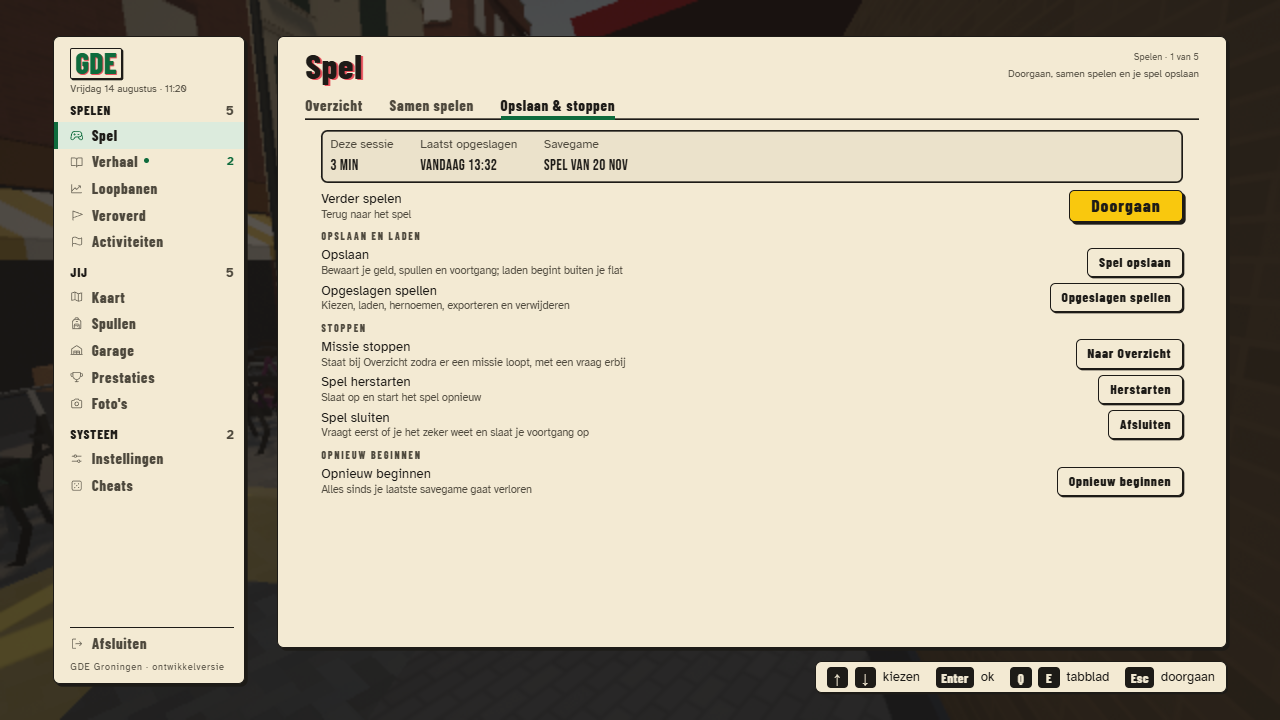 GDE
Vrijdag 14 augustus · 11:20
SPELEN 5
Spel
Verhaal 2
Loopbanen
Veroverd
Activiteiten
JIJ 5
Kaart
Spullen
Garage
Prestaties
Foto's
SYSTEEM 2
Instellingen
Cheats
Afsluiten
GDE Groningen · ontwikkelversie
Spel
Spelen · 1 van 5
Doorgaan, samen spelen en je spel opslaan
Overzicht Samen spelen Opslaan & stoppen
Deze sessie Laatst opgeslagen Savegame
3 MIN VANDAAG 13:32 SPEL VAN 20 NOV
Verder spelen
Terug naar het spel
Doorgaan
OPSLAAN EN LADEN
Opslaan
Bewaart je geld, spullen en voortgang; laden begint buiten je flat
Spel opslaan
Opgeslagen spellen
Kiezen, laden, hernoemen, exporteren en verwijderen
Opgeslagen spellen
STOPPEN
Missie stoppen
Staat bij Overzicht zodra er een missie loopt, met een vraag erbij
Naar Overzicht
Spel herstarten
Slaat op en start het spel opnieuw
Herstarten
Spel sluiten
Vraagt eerst of je het zeker weet en slaat je voortgang op
Afsluiten
OPNIEUW BEGINNEN
Opnieuw beginnen
Alles sinds je laatste savegame gaat verloren
Opnieuw beginnen
↑ ↓ kiezen Enter ok Q E tabblad Esc doorgaan